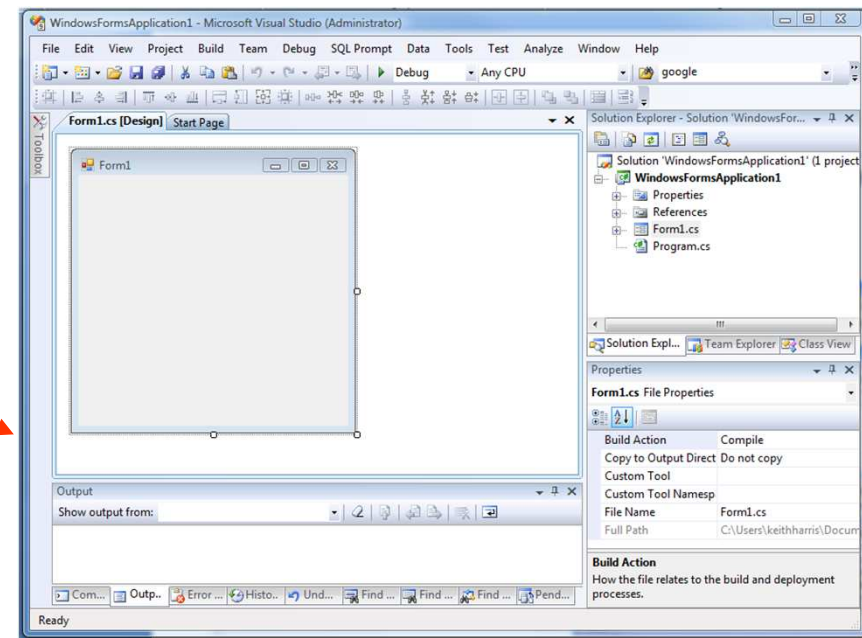 WindowsFormsApplication1 - Microsoft Visual Studio (Administrator)
File Edit View Project Build Team Debug SQL Prompt Data Tools Test Analyze Window Help
Debug Any CPU google
Form1.cs [Design] Start Page
Toolbox
Form1
Solution Explorer - Solution 'WindowsFor...
Solution 'WindowsFormsApplication1' (1 project
WindowsFormsApplication1
Properties
References
Form1.cs
Program.cs
Solution Expl... Team Explorer Class View
Properties
Form1.cs File Properties
Build Action Compile
Copy to Output Direct Do not copy
Custom Tool
Custom Tool Namesp
File Name Form1.cs
Full Path C:\Users\keithharris\Docum
Build Action
How the file relates to the build and deployment
processes.
Output
Show output from:
Com... Outp.. Error ... Histo.. Und... Find ... Find ... Find ... Pend...
Ready